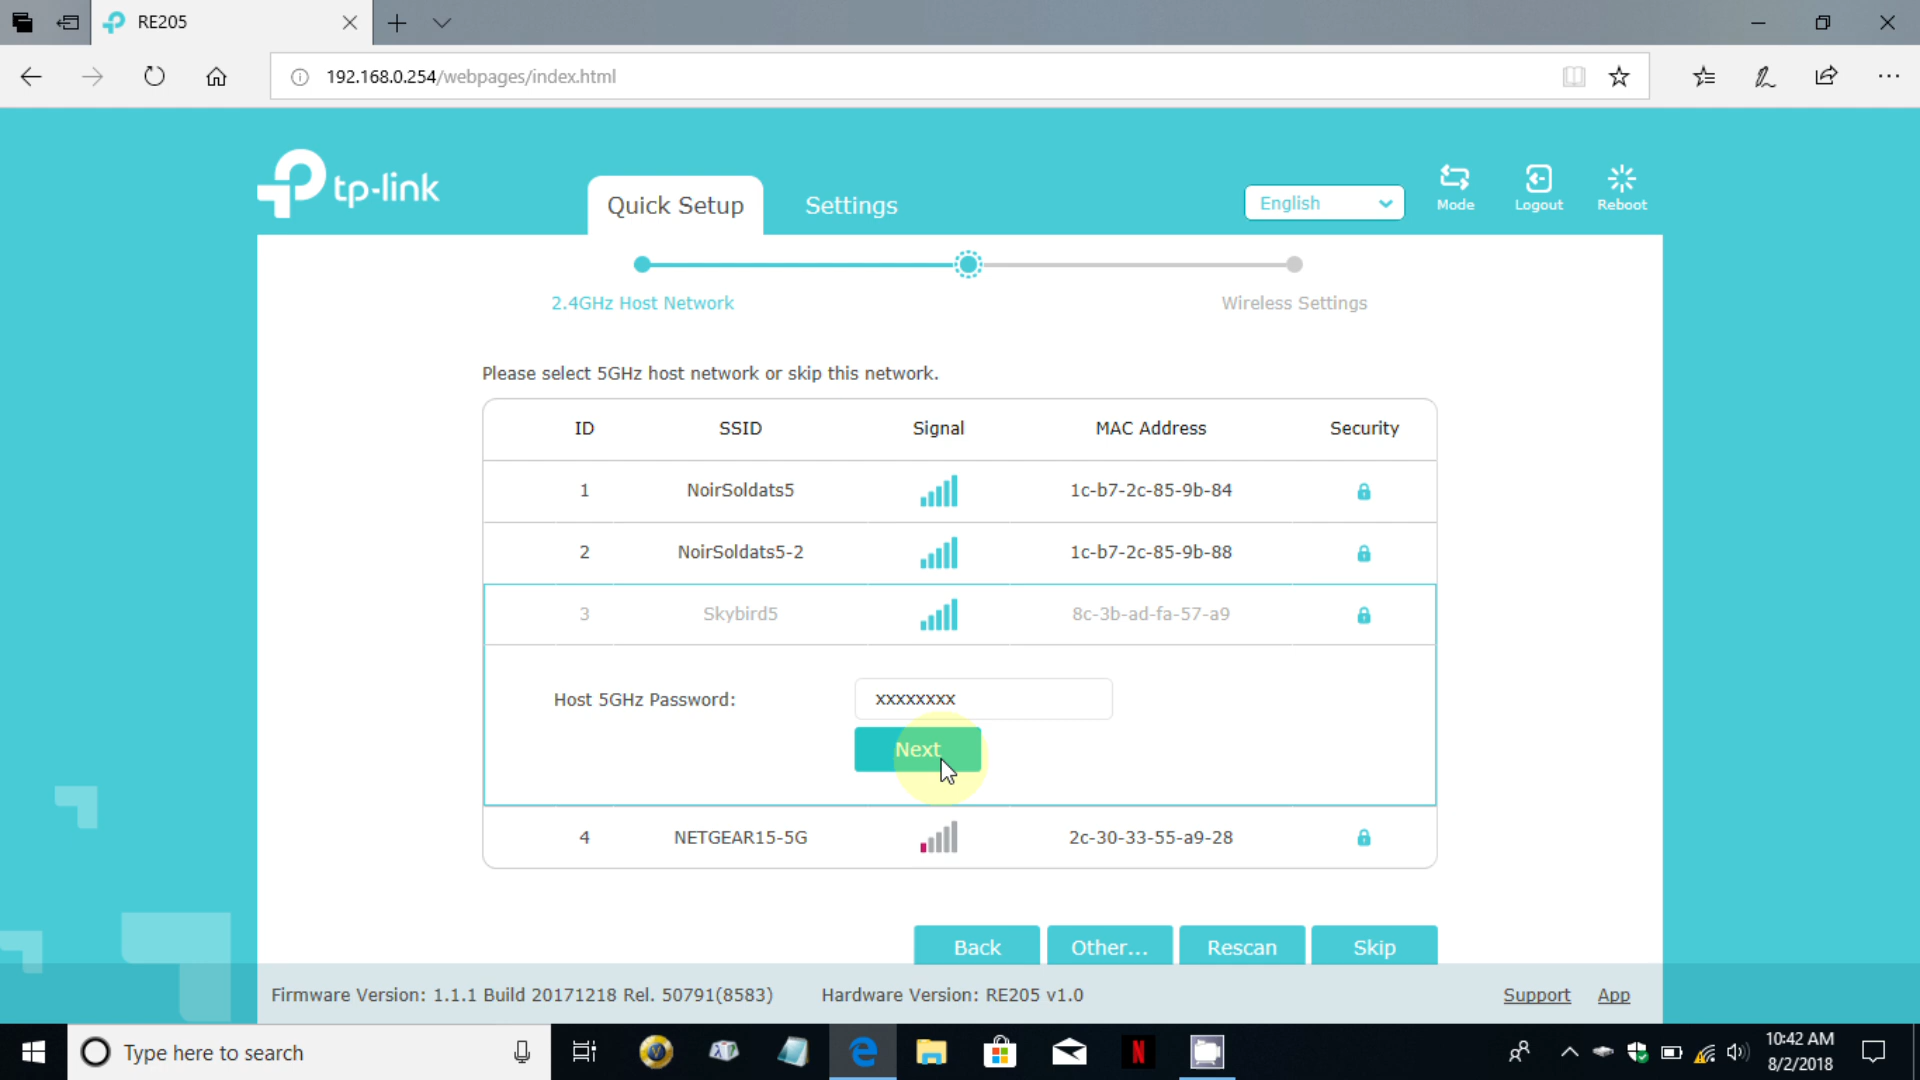 RE205
192.168.0.254/webpages/index.html
tp-link
Quick Setup
Settings
English
Mode
Logout
Reboot
2.4GHz Host Network
Wireless Settings
Please select 5GHz host network or skip this network.
ID SSID Signal MAC Address Security
1 NoirSoldats5 1c-b7-2c-85-9b-84
2 NoirSoldats5-2 1c-b7-2c-85-9b-88
3 Skybird5 8c-3b-ad-fa-57-a9
Host 5GHz Password: xxxxxxxx
Next
4 NETGEAR15-5G 2c-30-33-55-a9-28
Back Other... Rescan Skip
Firmware Version: 1.1.1 Build 20171218 Rel. 50791(8583) Hardware Version: RE205 v1.0 Support App
Type here to search
10:42 AM
8/2/2018